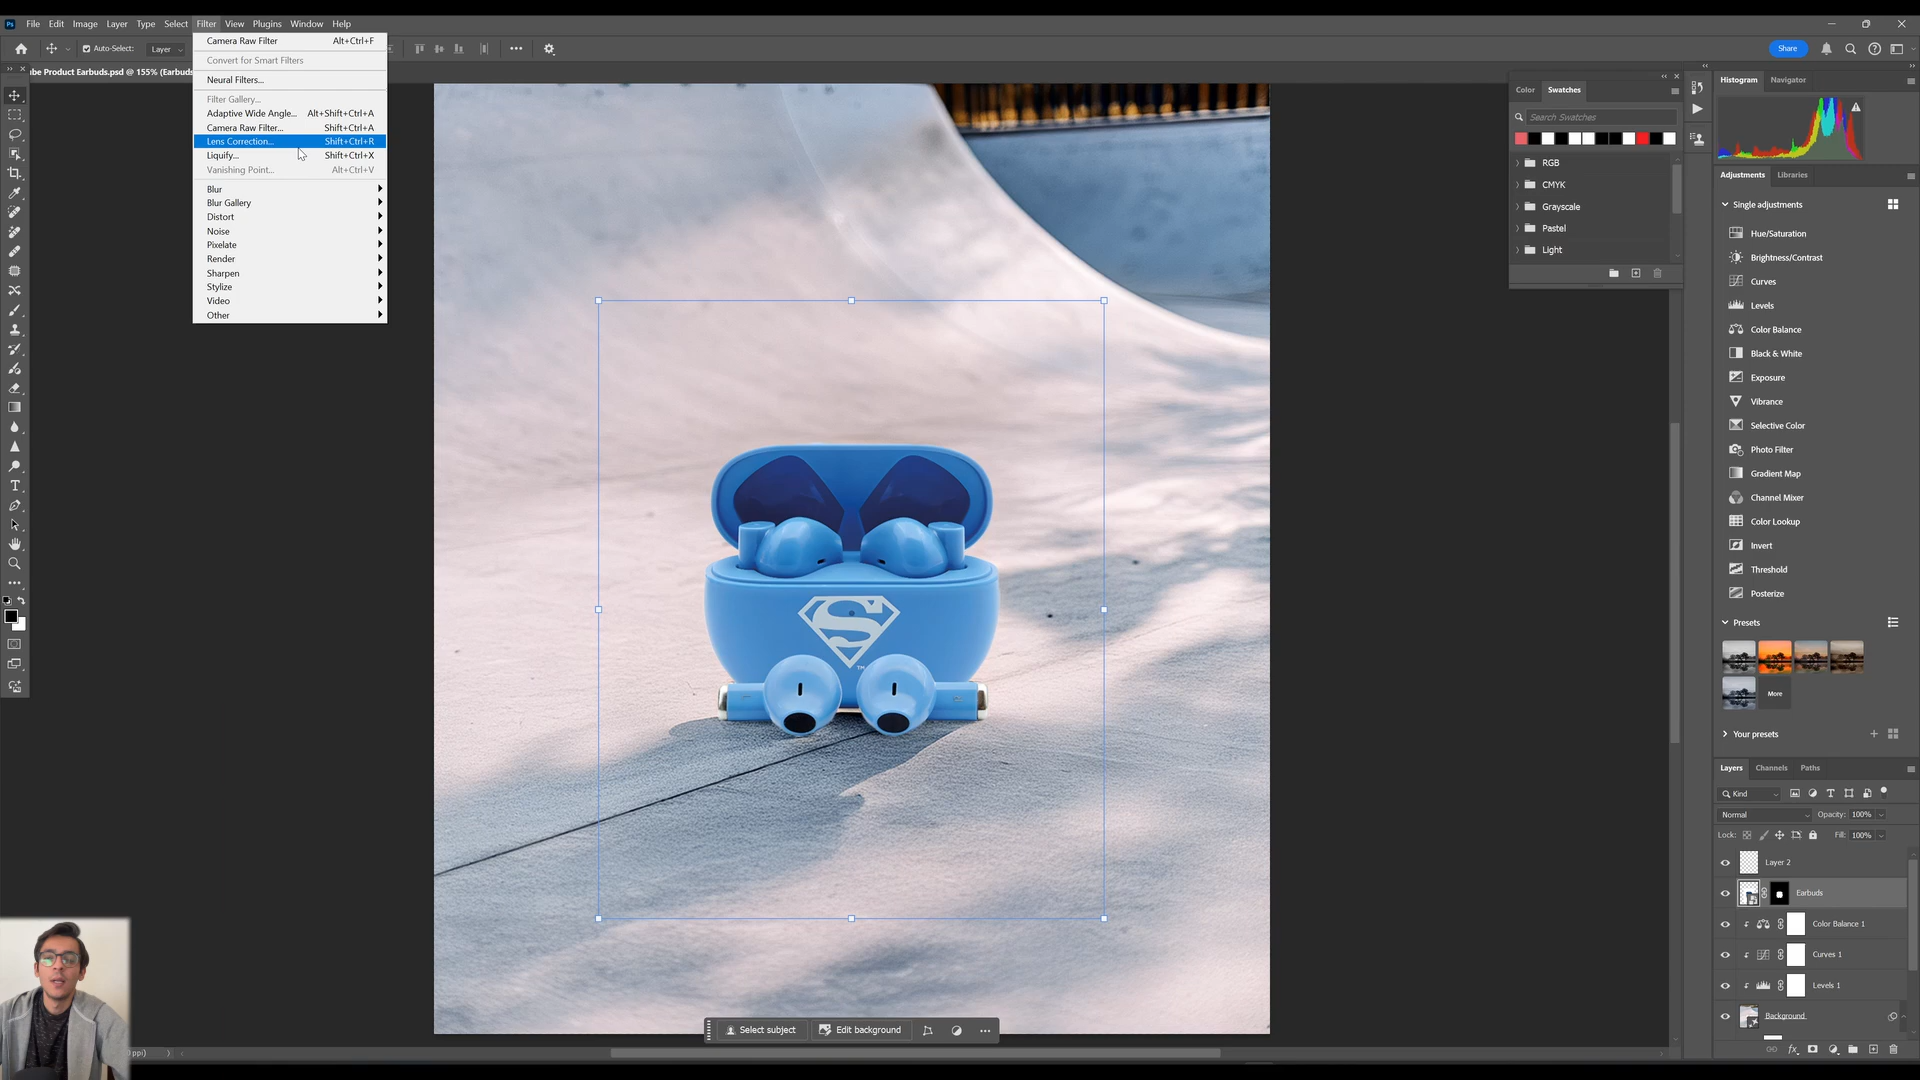 Ps File Edit Image Layer Type Select Filter View Plugins Window Help
Auto-Select: Layer
Share
be Product Earbuds.psd @ 155% (Earbuds
Camera Raw Filter Alt+Ctrl+F
Convert for Smart Filters
Neural Filters...
Filter Gallery...
Adaptive Wide Angle... Alt+Shift+Ctrl+A
Camera Raw Filter... Shift+Ctrl+A
Lens Correction... Shift+Ctrl+R
Liquify... Shift+Ctrl+X
Vanishing Point... Alt+Ctrl+V
Blur
Blur Gallery
Distort
Noise
Pixelate
Render
Sharpen
Stylize
Video
Other
Color Swatches
Search Swatches
RGB
CMYK
Grayscale
Pastel
Light
Histogram Navigator
Adjustments Libraries
Single adjustments
Hue/Saturation
Brightness/Contrast
Curves
Levels
Color Balance
Black & White
Exposure
Vibrance
Selective Color
Photo Filter
Gradient Map
Channel Mixer
Color Lookup
Invert
Threshold
Posterize
Presets
More
Your presets
Layers Channels Paths
Kind
Normal Opacity: 100%
Lock: Fill: 100%
Layer 2
Earbuds
Color Balance 1
Curves 1
Levels 1
Background
fx
S
TM
Select subject Edit background
ppi)